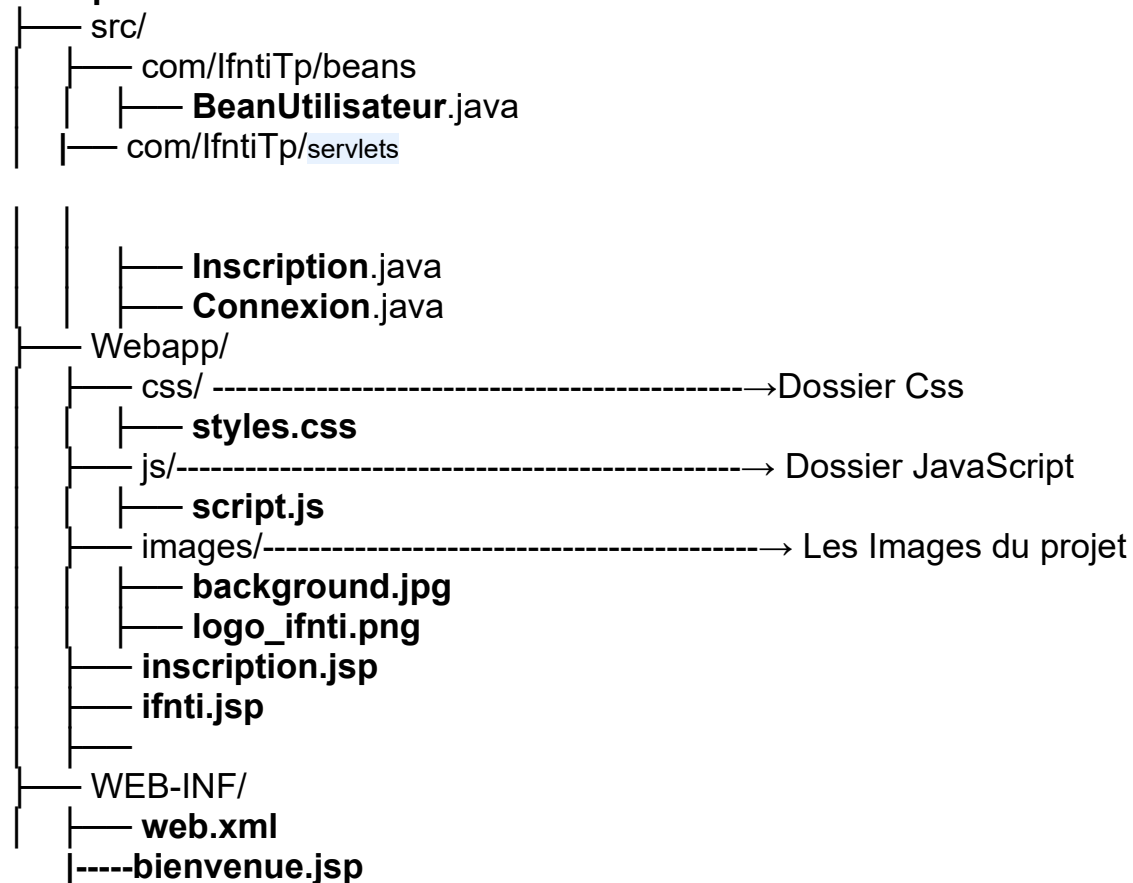 ├── src/
│ ├── com/IfntiTp/beans
│ │ ├── BeanUtilisateur.java
│ |── com/IfntiTp/servlets
│ │ ├── Inscription.java
│ │ ├── Connexion.java
├── Webapp/
│ ├── css/ ----------------------------------------------→Dossier Css
│ │ ├── styles.css
│ ├── js/-------------------------------------------------→ Dossier JavaScript
│ │ ├── script.js
│ ├── images/-------------------------------------------→ Les Images du projet
│ │ ├── background.jpg
│ │ ├── logo_ifnti.png
│ ├── inscription.jsp
│ ├── ifnti.jsp
│ ├──
├── WEB-INF/
│ ├── web.xml
|-----bienvenue.jsp